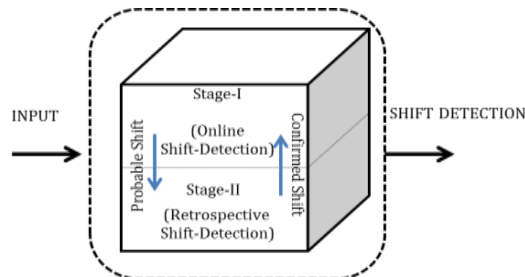 INPUT
Stage-I
(Online
Shift-Detection)
Probable Shift
Confirmed Shift
Stage-II
(Retrospective
Shift-Detection)
SHIFT DETECTION